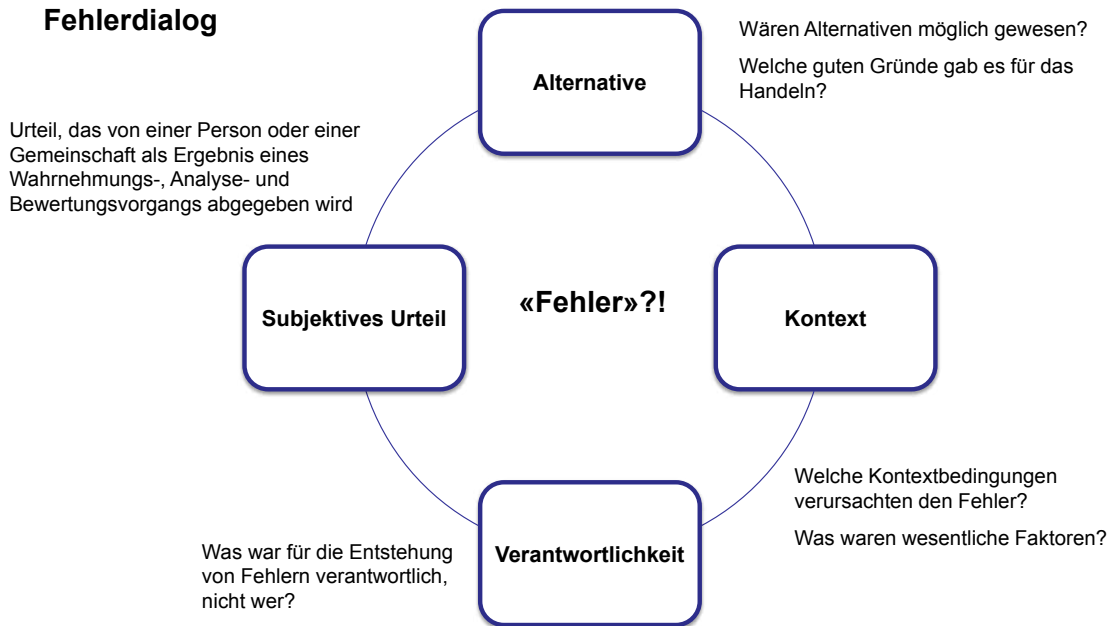 Fehlerdialog
Wären Alternativen möglich gewesen?
Welche guten Gründe gab es für das
Handeln?
Alternative
Urteil, das von einer Person oder einer
Gemeinschaft als Ergebnis eines
Wahrnehmungs-, Analyse- und
Bewertungsvorgangs abgegeben wird
Subjektives Urteil
«Fehler»?!
Kontext
Welche Kontextbedingungen
verursachten den Fehler?
Was waren wesentliche Faktoren?
Verantwortlichkeit
Was war für die Entstehung
von Fehlern verantwortlich,
nicht wer?